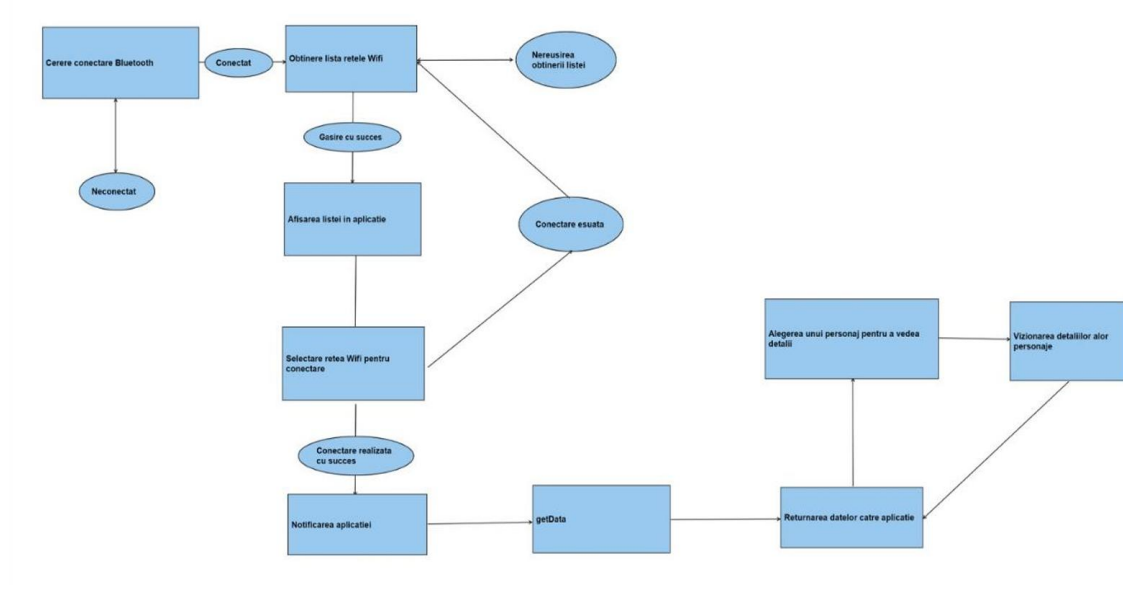 Cerere conectare Bluetooth
Conectat
Obtinere lista retele Wifi
Nereusirea
obtinerii listei
Gasire cu succes
Neconectat
Afisarea listei in aplicatie
Conectare esuata
Selectare retea Wifi pentru
conectare
Alegerea unui personaj pentru a vedea
detalii
Vizionarea detaliilor alor
personaje
Conectare realizata
cu succes
Notificarea aplicatiei
getData
Returnarea datelor catre aplicatie